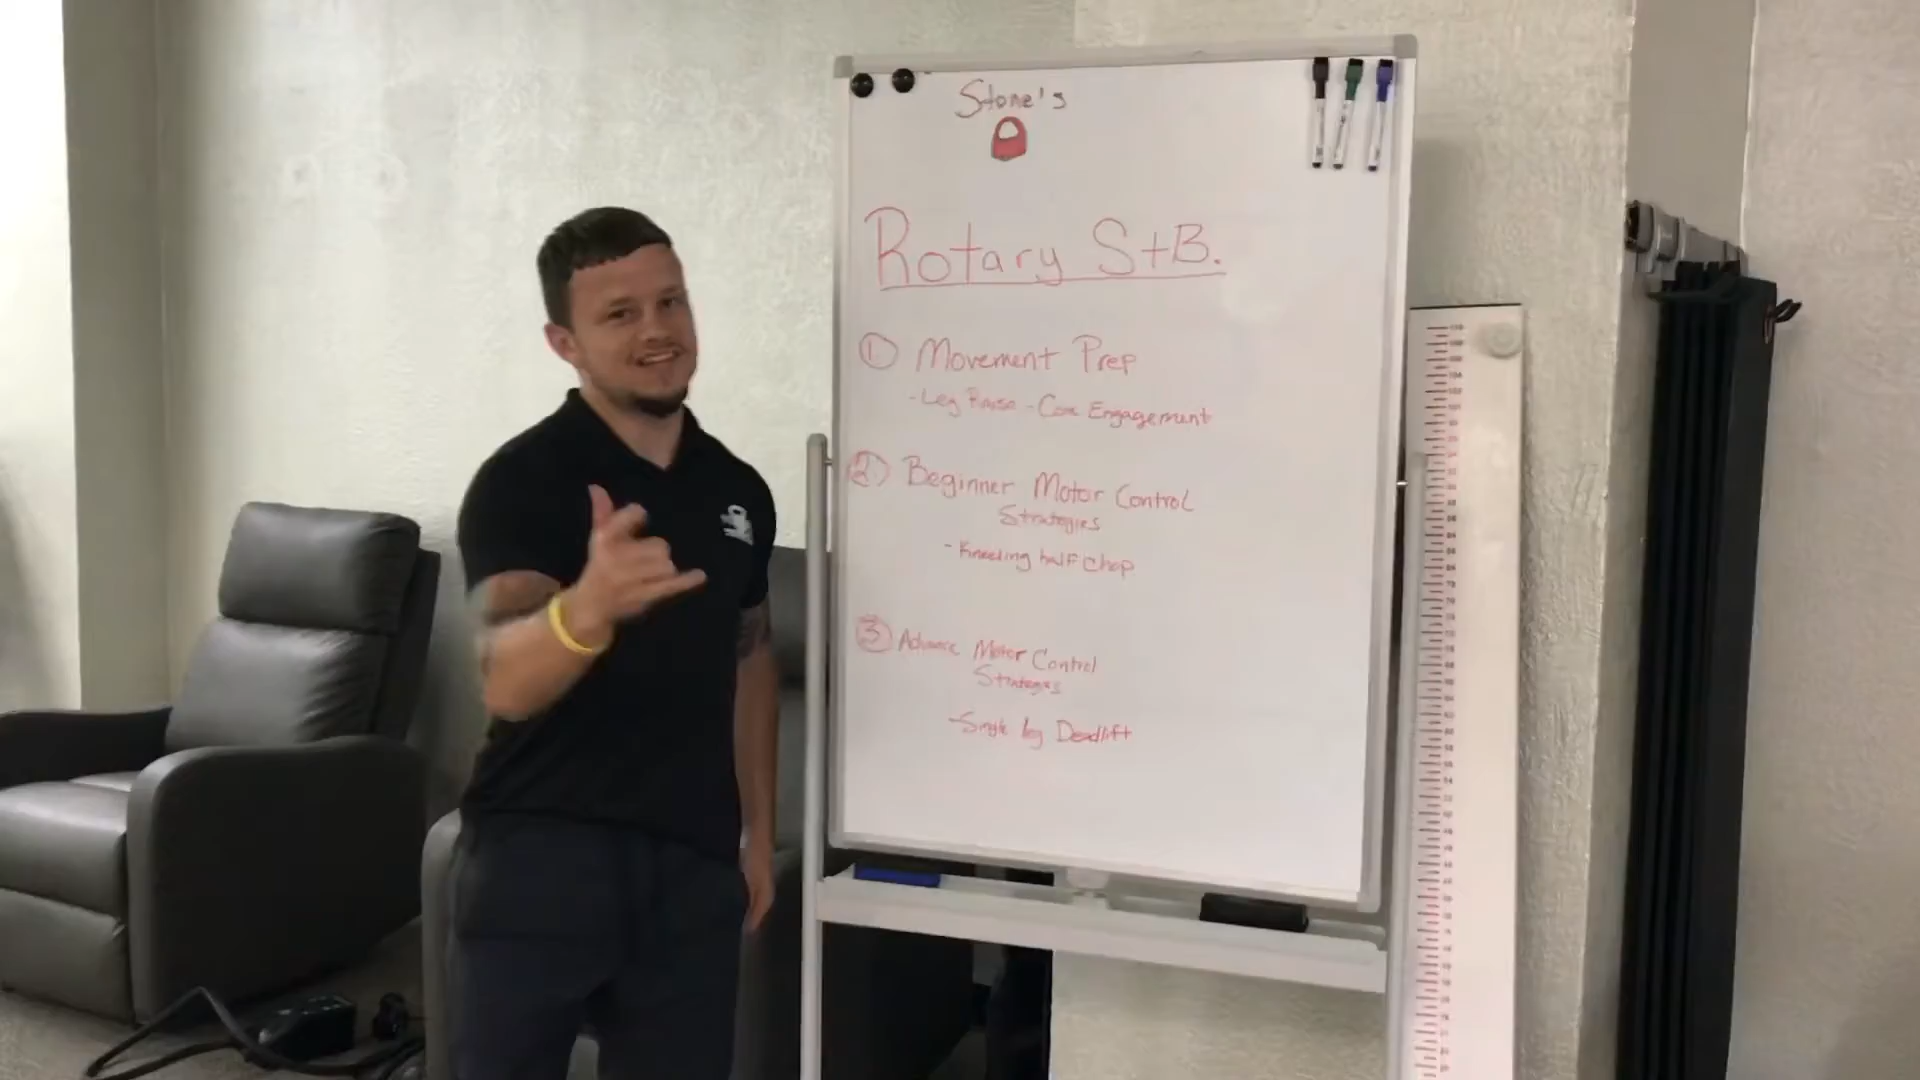 Stone's
Rotary StB.
1 Movement Prep
- Leg Raise - Core Engagement
2 Beginner Motor Control
Strategies
- Kneeling half Chop
3 Advance Motor Control
Strategies
- Single leg Deadlift